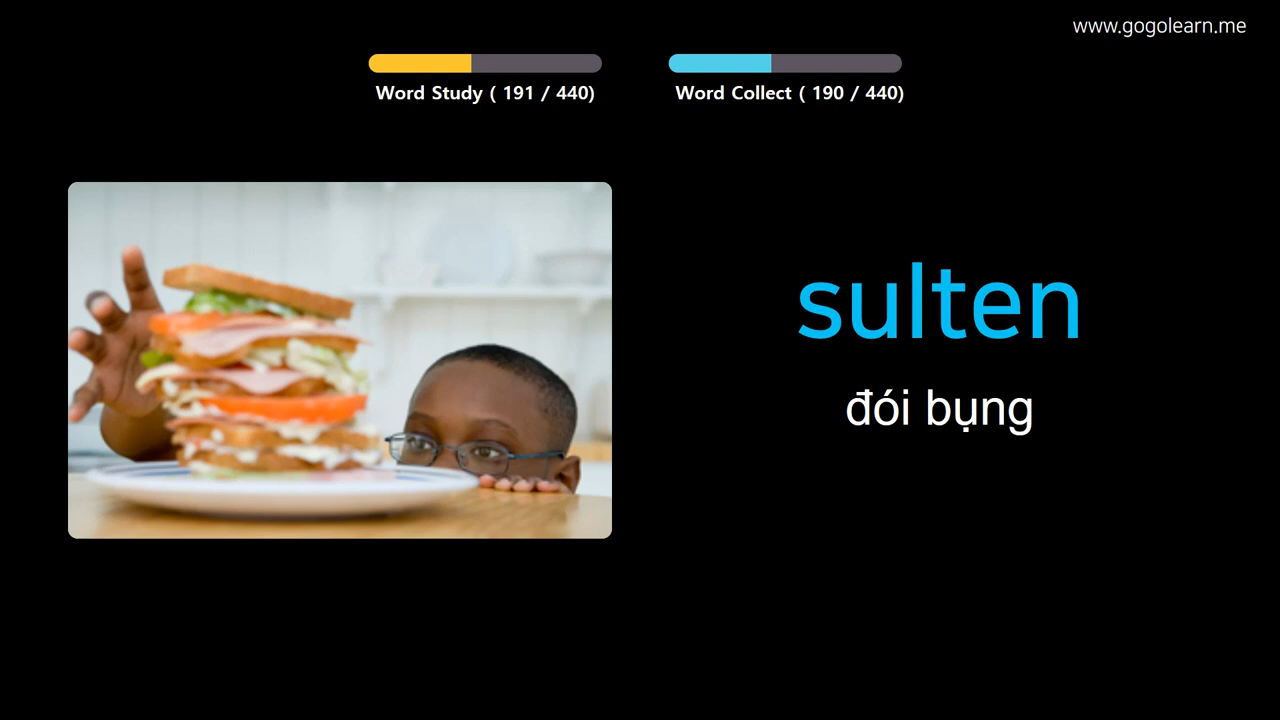 www.gogolearn.me
Word Study ( 191 / 440)
Word Collect ( 190 / 440)
sulten
đói bụng